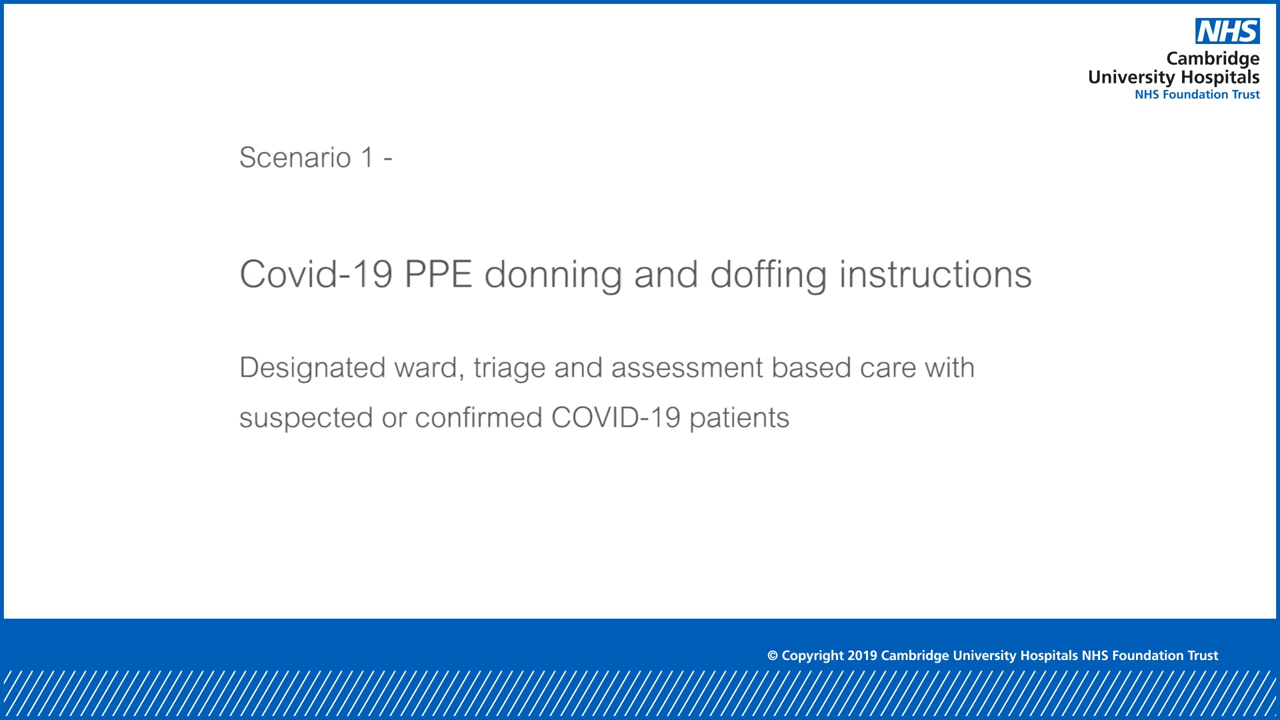 NHS
Cambridge
University Hospitals
NHS Foundation Trust
Scenario 1 -
Covid-19 PPE donning and doffing instructions
Designated ward, triage and assessment based care with
suspected or confirmed COVID-19 patients
© Copyright 2019 Cambridge University Hospitals NHS Foundation Trust